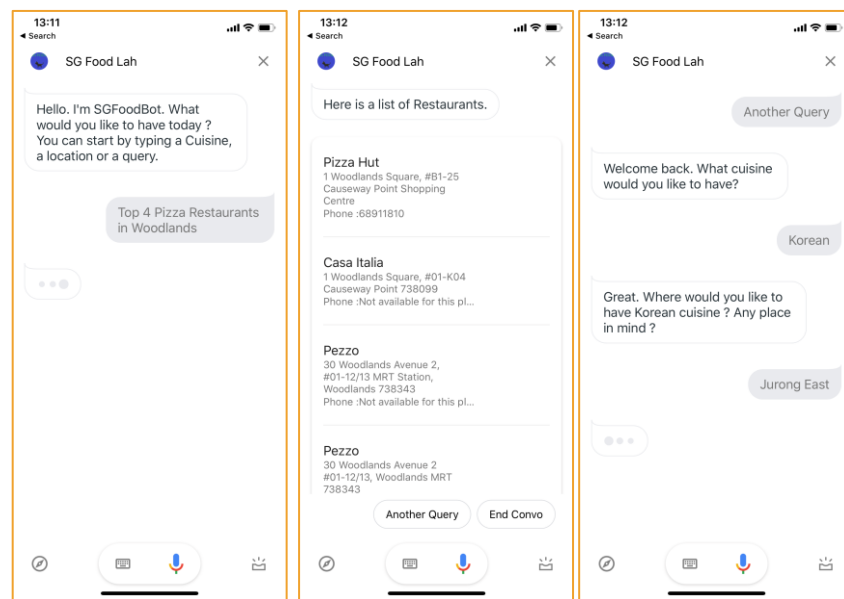 13:11
◀ Search
SG Food Lah
Hello. I'm SGFoodBot. What
would you like to have today ?
You can start by typing a Cuisine,
a location or a query.
Top 4 Pizza Restaurants
in Woodlands
13:12
◀ Search
SG Food Lah
Here is a list of Restaurants.
Pizza Hut
1 Woodlands Square, #B1-25
Causeway Point Shopping
Centre
Phone :68911810
Casa Italia
1 Woodlands Square, #01-K04
Causeway Point 738099
Phone :Not available for this pl...
Pezzo
30 Woodlands Avenue 2,
#01-12/13 MRT Station,
Woodlands 738343
Phone :Not available for this pl...
Pezzo
30 Woodlands Avenue 2
#01-12/13, Woodlands MRT
738343
Another Query
End Convo
13:12
◀ Search
SG Food Lah
Another Query
Welcome back. What cuisine
would you like to have?
Korean
Great. Where would you like to
have Korean cuisine ? Any place
in mind ?
Jurong East